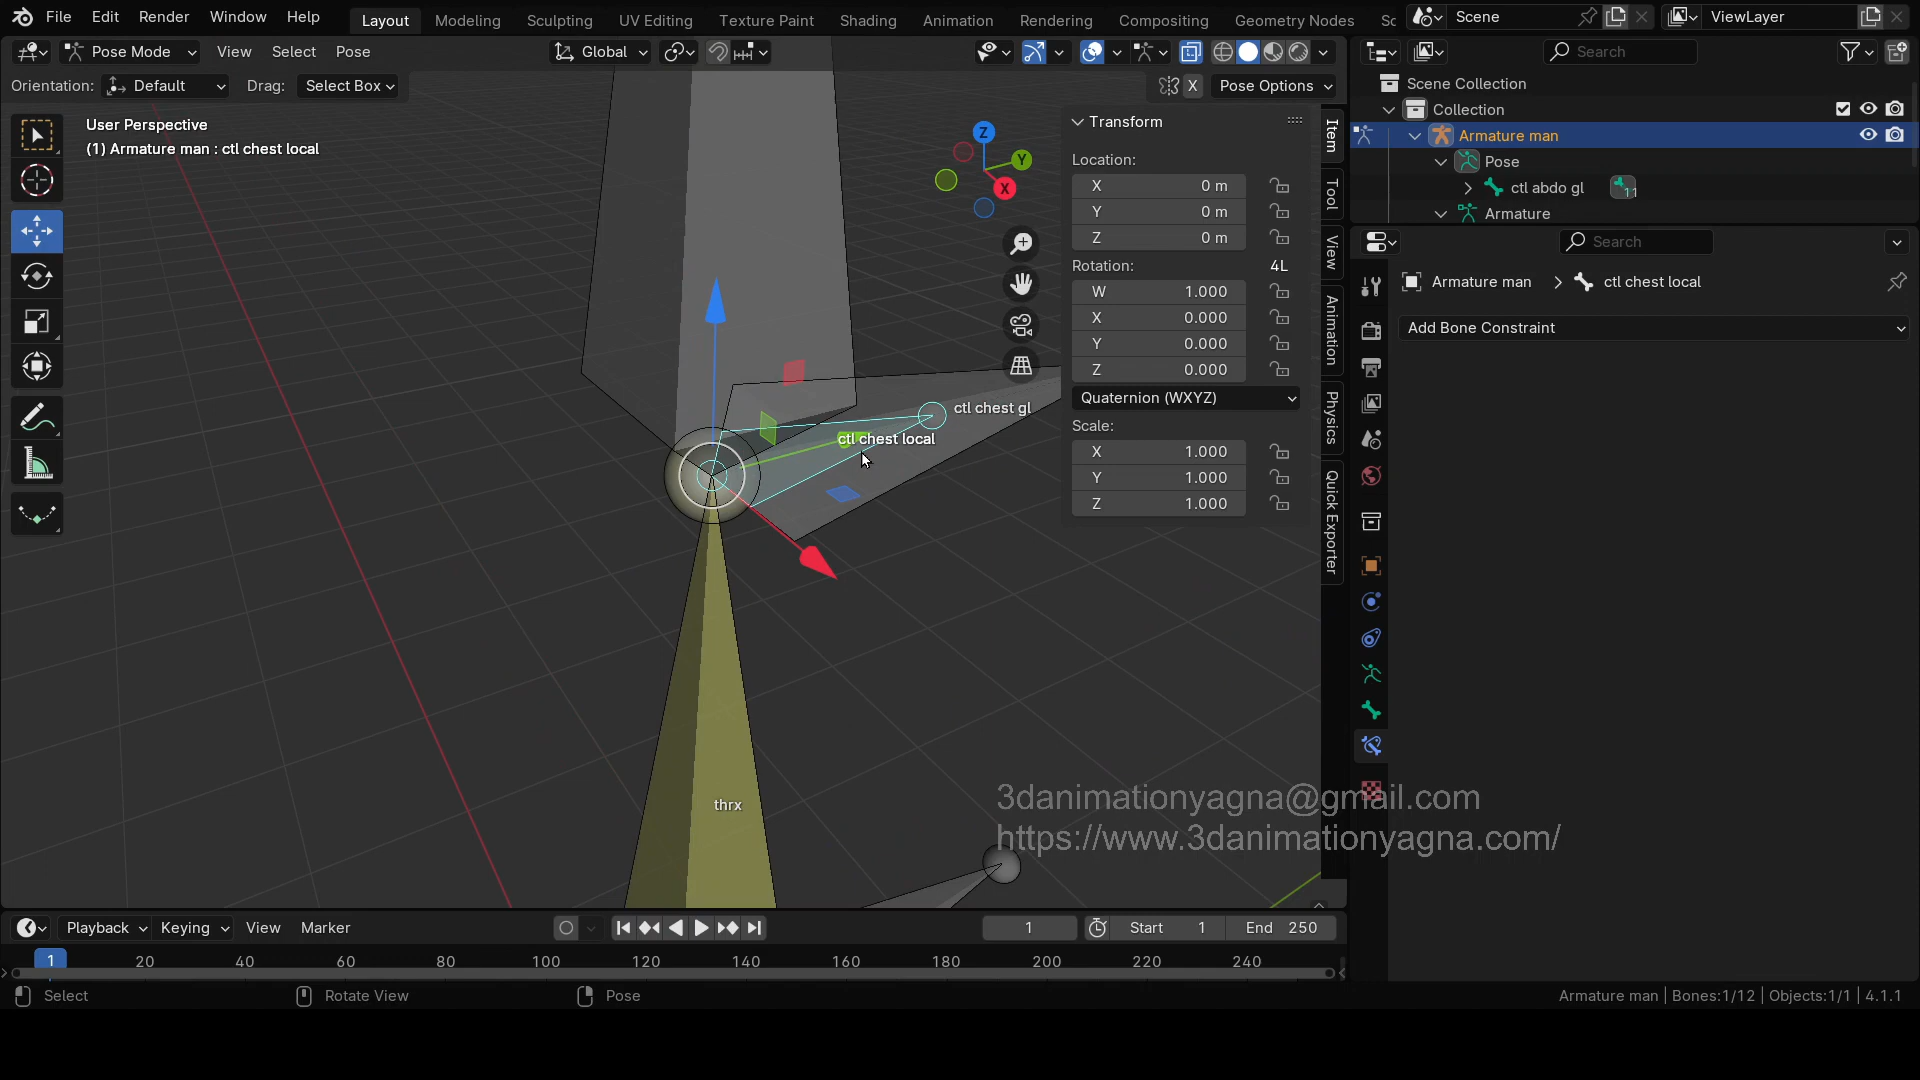 File Edit Render Window Help Layout Modeling Sculpting UV Editing Texture Paint Shading Animation Rendering Compositing Geometry Nodes Sc Scene ViewLayer
Pose Mode View Select Pose Global Search
Orientation: Default Drag: Select Box X Pose Options
Scene Collection
Collection
Armature man
Pose
ctl abdo gl 11
Armature
User Perspective
(1) Armature man : ctl chest local
Z
Y
X
Transform
Location:
X 0 m
Y 0 m
Z 0 m
Rotation: 4L
W 1.000
X 0.000
Y 0.000
Z 0.000
Quaternion (WXYZ)
Scale:
X 1.000
Y 1.000
Z 1.000
Item
Tool
View
Animation
Physics
Quick Exporter
Search
Armature man ctl chest local
Add Bone Constraint
ctl chest gl
ctl chest local
thrx
3danimationyagna@gmail.com
https://www.3danimationyagna.com/
Playback Keying View Marker 1 Start 1 End 250
1 20 40 60 80 100 120 140 160 180 200 220 240
Select Rotate View Pose Armature man | Bones:1/12 | Objects:1/1 | 4.1.1